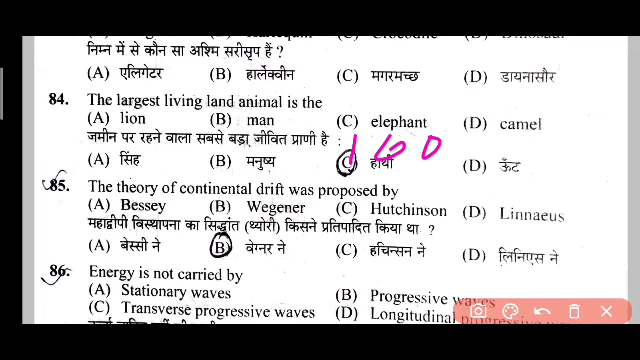 निम्न में से कौन सा अश्मि सरीसृप हैं ?
(A) एलिगेटर (B) हार्लेक्वीन (C) मगरमच्छ (D) डायनासौर
84. The largest living land animal is the
(A) lion (B) man (C) elephant (D) camel
जमीन पर रहने वाला सबसे बड़ा जीवित प्राणी है :
(A) सिंह (B) मनुष्य (C) हाथी (D) ऊँट
160
85. The theory of continental drift was proposed by
(A) Bessey (B) Wegener (C) Hutchinson (D) Linnaeus
महाद्वीपी विस्थापना का सिद्धांत (थ्योरी) किसने प्रतिपादित किया था ?
(A) बेस्सी ने (B) वेग्नर ने (C) हचिन्सन ने (D) लिनिएस ने
86. Energy is not carried by
(A) Stationary waves (B) Progressive waves
(C) Transverse progressive waves (D) Longitudinal progressive waves